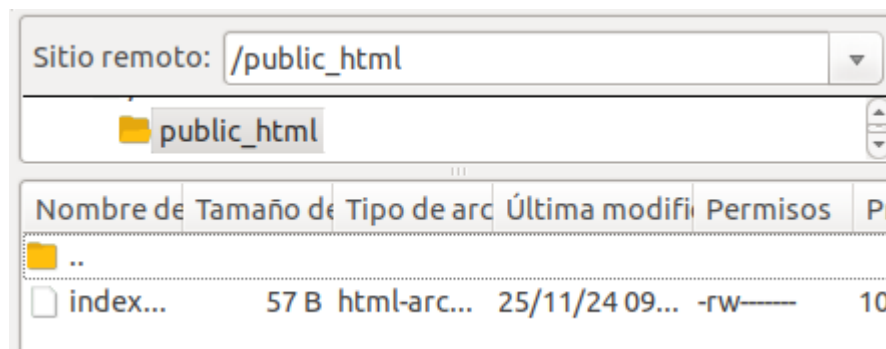 Sitio remoto: /public_html
public_html
Nombre de Tamaño de Tipo de arc Última modifi Permisos P
..
index... 57 B html-arc... 25/11/24 09... -rw------- 10